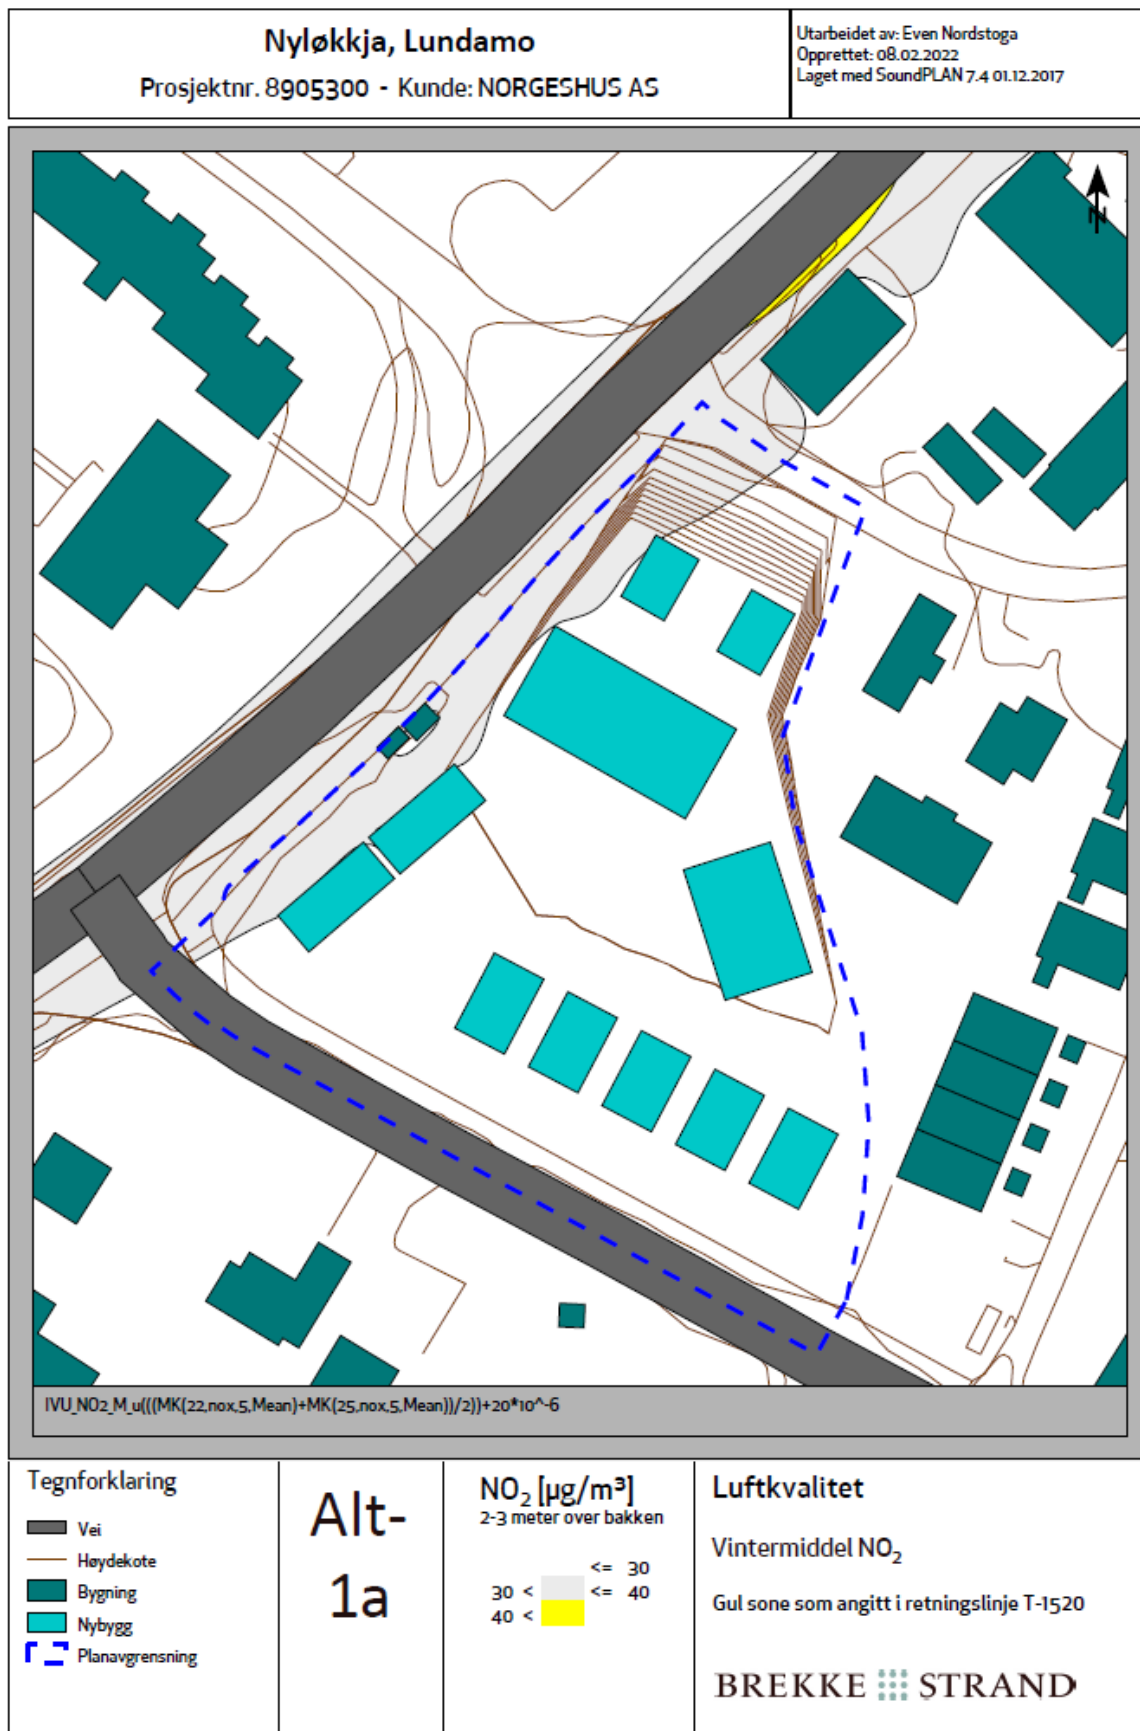 Nyløkkja, Lundamo
Prosjektnr. 8905300 - Kunde: NORGESHUS AS
Utarbeidet av: Even Nordstoga
Opprettet: 08.02.2022
Laget med SoundPLAN 7.4 01.12.2017
N
IVU_NO2_M_u(((MK(22,nox,5,Mean)+MK(25,nox,5,Mean))/2))+20*10^-6
Tegnforklaring
Vei
Høydekote
Bygning
Nybygg
Planavgrensning
Alt-
1a
NO₂ [µg/m³]
2-3 meter over bakken
<= 30
30 < <= 40
40 <
Luftkvalitet
Vintermiddel NO₂
Gul sone som angitt i retningslinje T-1520
BREKKE STRAND